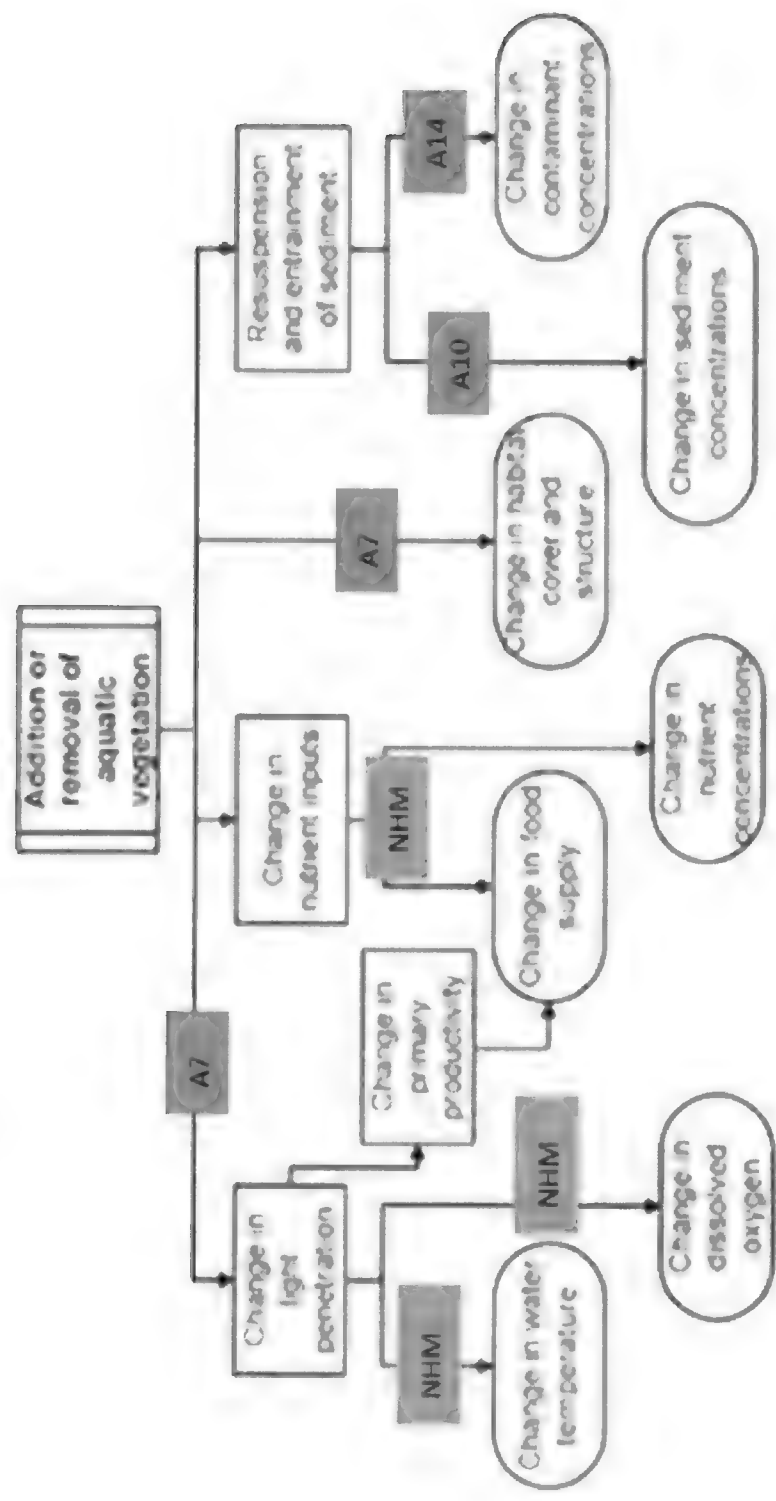 Addition or
removal of
aquatic
vegetation
A7
Change in
light
penetration
Change in
nutrient inputs
Resuspension
and entrainment
of sediment
Change in
primary
productivity
NHM
A7
A10
A14
NHM
NHM
Change in water
temperature
Change in food
supply
Change in habitat
cover and
structure
Change in
contaminant
concentrations
Change in
dissolved
oxygen
Change in
nutrient
concentrations
Change in sediment
concentrations